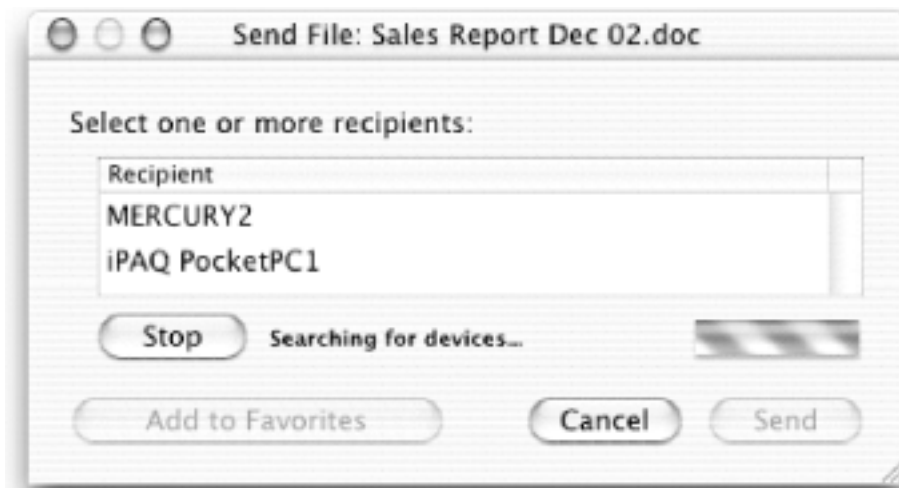 Send File: Sales Report Dec 02.doc
Select one or more recipients:
Recipient
MERCURY2
iPAQ PocketPC1
Stop Searching for devices...
Add to Favorites Cancel Send